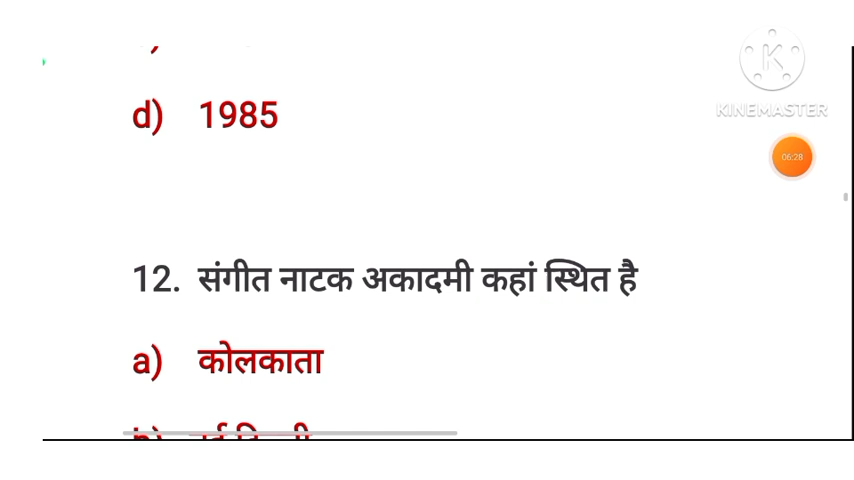 d) 1985
KINEMASTER
06:28
12. संगीत नाटक अकादमी कहां स्थित है
a) कोलकाता